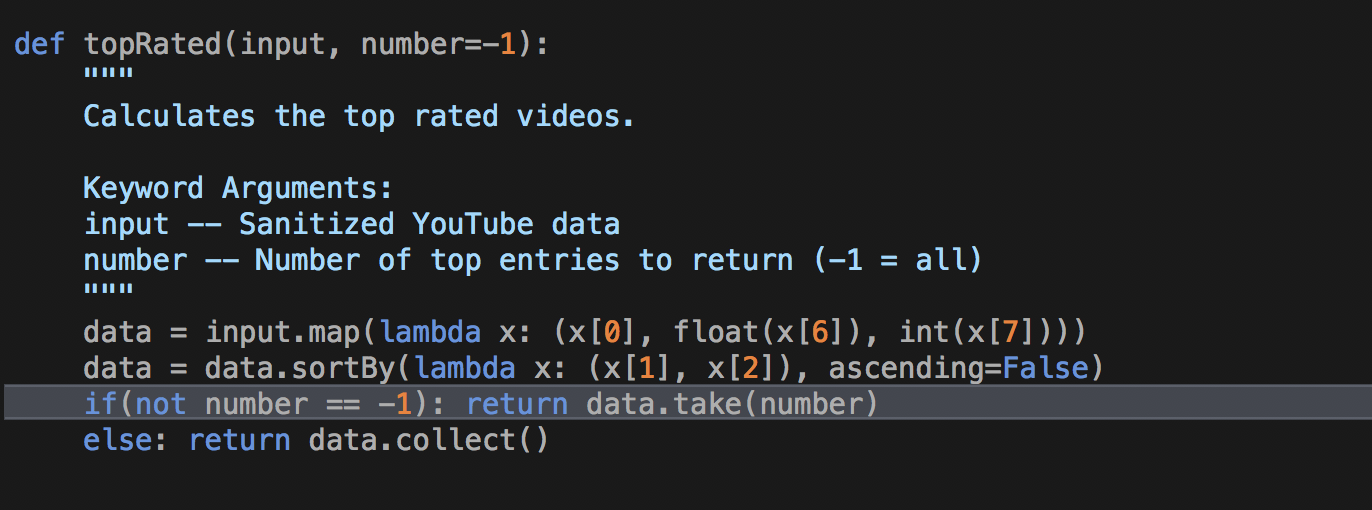 def topRated(input, number=-1):
    """
    Calculates the top rated videos.

    Keyword Arguments:
    input -- Sanitized YouTube data
    number -- Number of top entries to return (-1 = all)
    """
    data = input.map(lambda x: (x[0], float(x[6]), int(x[7])))
    data = data.sortBy(lambda x: (x[1], x[2]), ascending=False)
    if(not number == -1): return data.take(number)
    else: return data.collect()